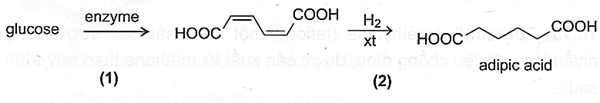 enzyme
COOH
H₂
COOH
glucose
HOOC
xt
HOOC
adipic acid
(1)
(2)